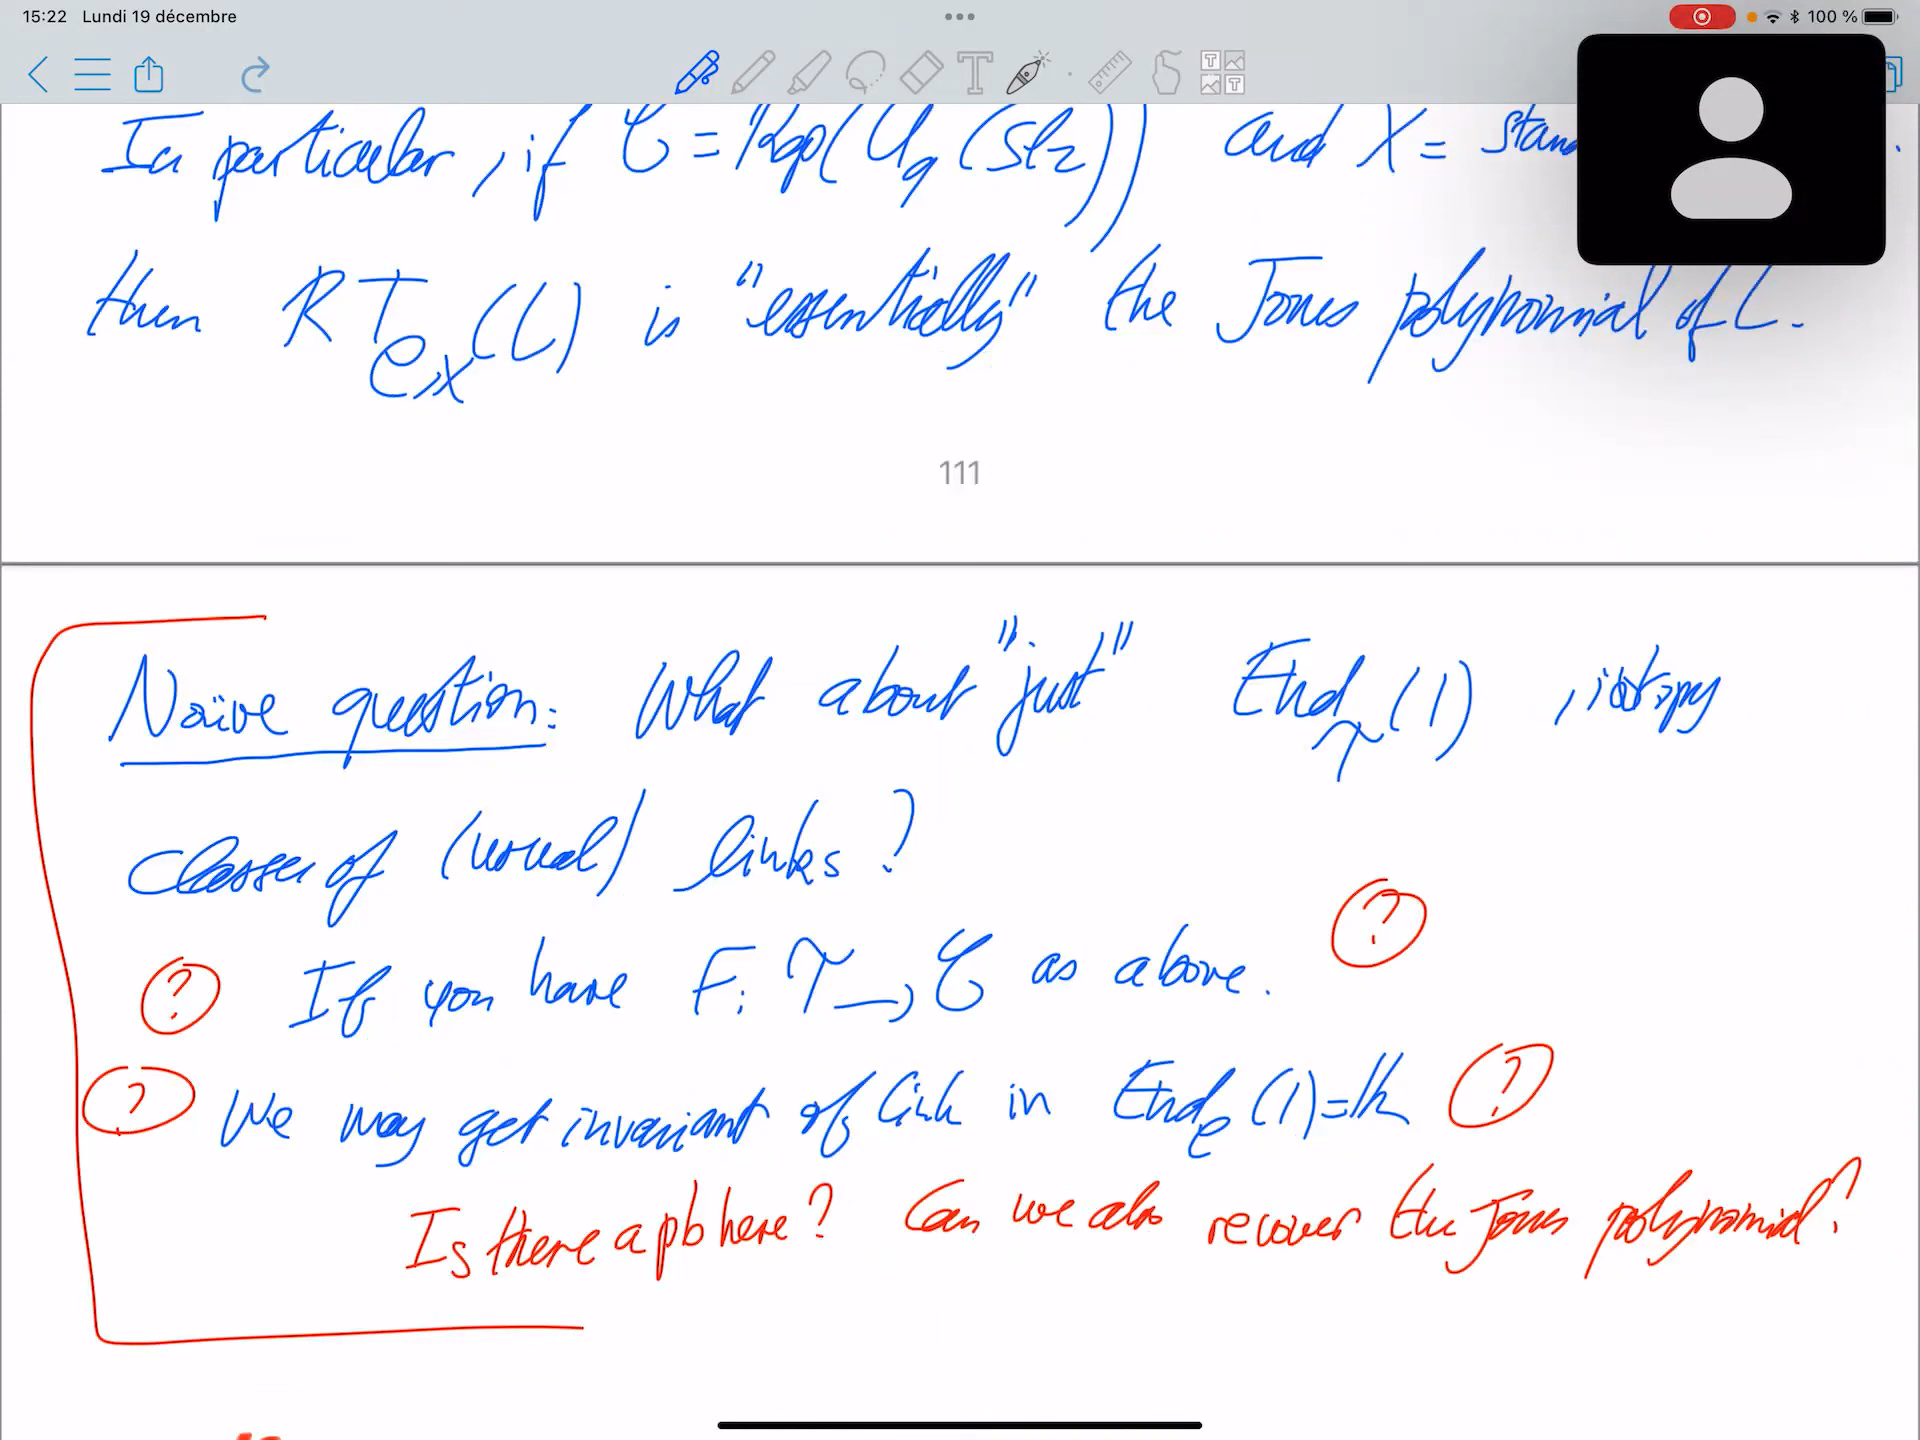 15:22 Lundi 19 décembre 100 %
In particular, if C = Rep(Uq(sl2)) and X =
then RT_{C,X}(L) is "essentially" the Jones polynomial of L.
111
Naïve question: What about "just" End_T(1), isotopy
classes of (usual) links?
? If you have F: T → C as above. ?
? We may get invariant of link in End_C(1)=k ?
Is there a pb here? Can we also recover the Jones polynomial?